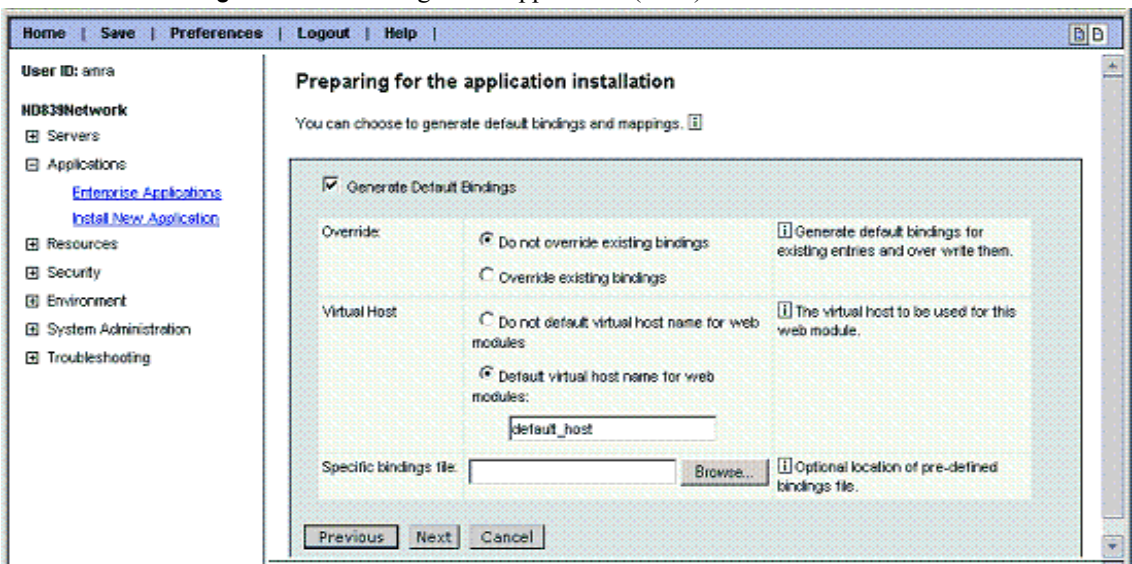 Home | Save | Preferences | Logout | Help |
User ID: amra
ND839Network
Servers
Applications
Enterprise Applications
Install New Application
Resources
Security
Environment
System Administration
Troubleshooting
Preparing for the application installation
You can choose to generate default bindings and mappings. i
Generate Default Bindings
Override:
Do not override existing bindings
Override existing bindings
i Generate default bindings for
existing entries and over write them.
Virtual Host
Do not default virtual host name for web
modules
Default virtual host name for web
modules:
default_host
i The virtual host to be used for this
web module.
Specific bindings file:
Browse...
i Optional location of pre-defined
bindings file.
Previous Next Cancel